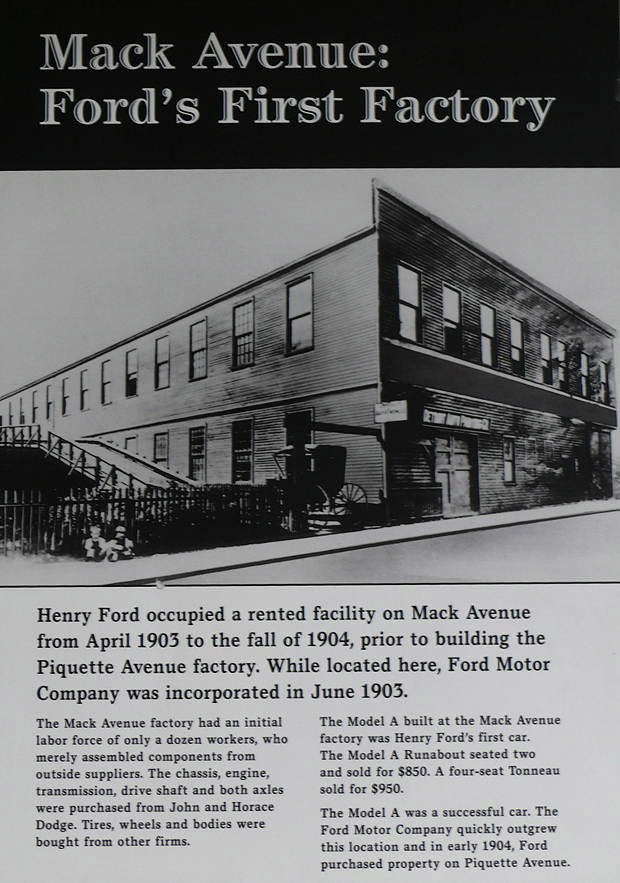 Mack Avenue:
Ford's First Factory
Henry Ford occupied a rented facility on Mack Avenue
from April 1903 to the fall of 1904, prior to building the
Piquette Avenue factory. While located here, Ford Motor
Company was incorporated in June 1903.
The Mack Avenue factory had an initial
labor force of only a dozen workers, who
merely assembled components from
outside suppliers. The chassis, engine,
transmission, drive shaft and both axles
were purchased from John and Horace
Dodge. Tires, wheels and bodies were
bought from other firms.
The Model A built at the Mack Avenue
factory was Henry Ford's first car.
The Model A Runabout seated two
and sold for $850. A four-seat Tonneau
sold for $950.
The Model A was a successful car. The
Ford Motor Company quickly outgrew
this location and in early 1904, Ford
purchased property on Piquette Avenue.